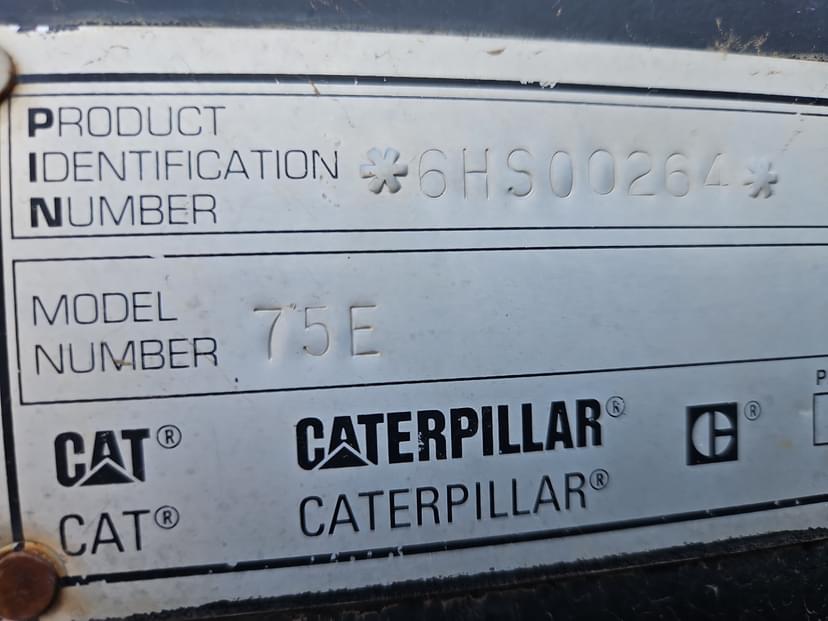 PRODUCT
IDENTIFICATION *6HS00264*
NUMBER
MODEL
NUMBER 75E
CAT® CATERPILLAR® C®
CAT® CATERPILLAR®
P